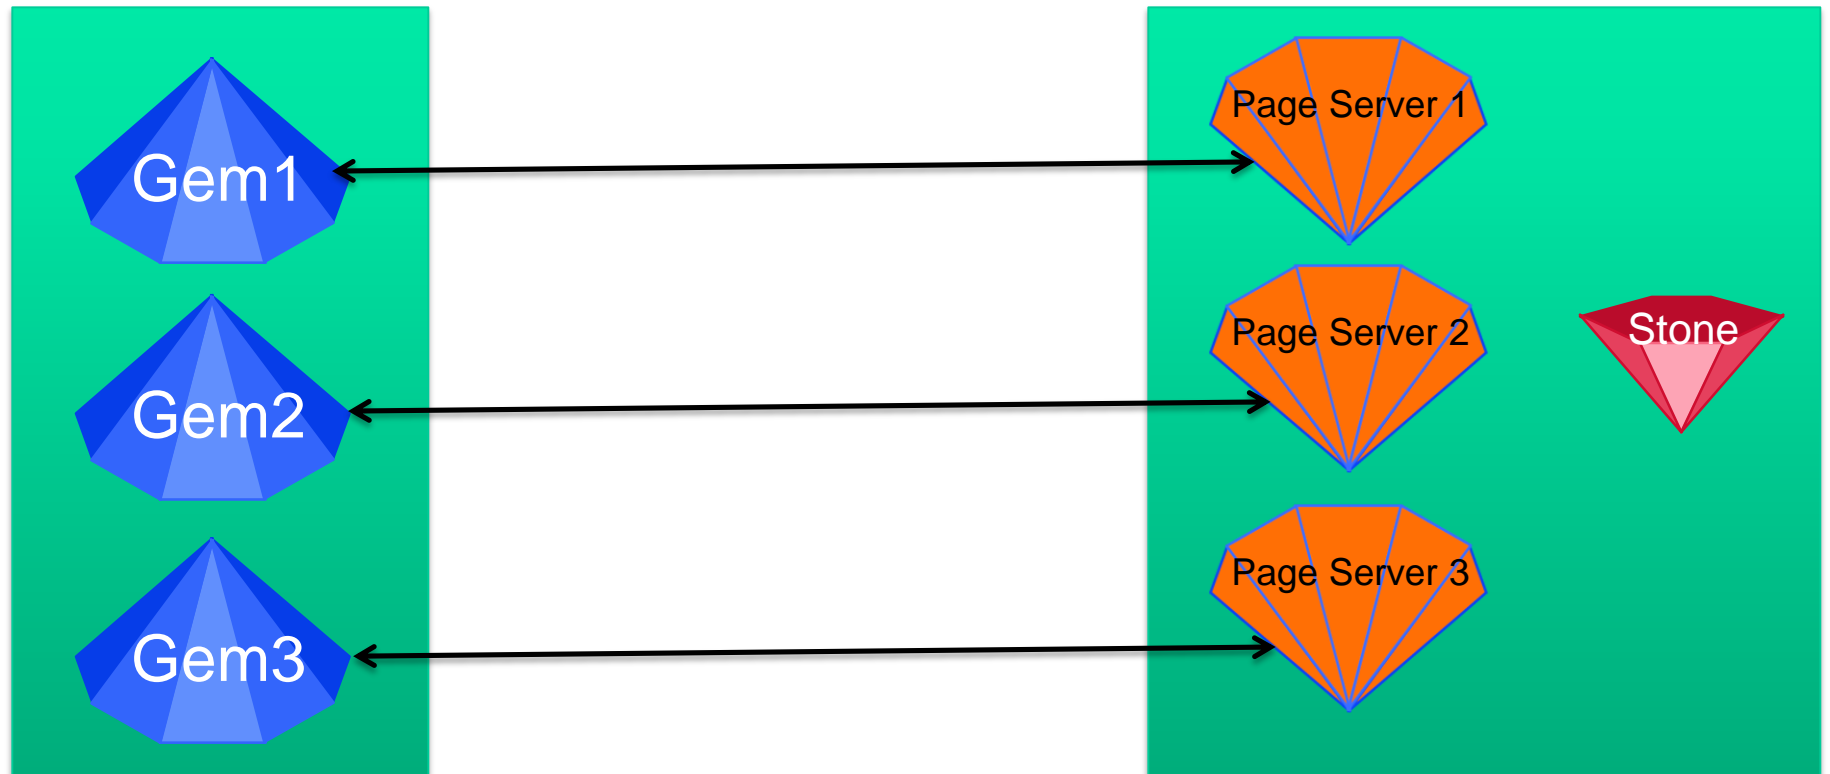 Gem1
Page Server 1
Gem2
Page Server 2
Stone
Gem3
Page Server 3